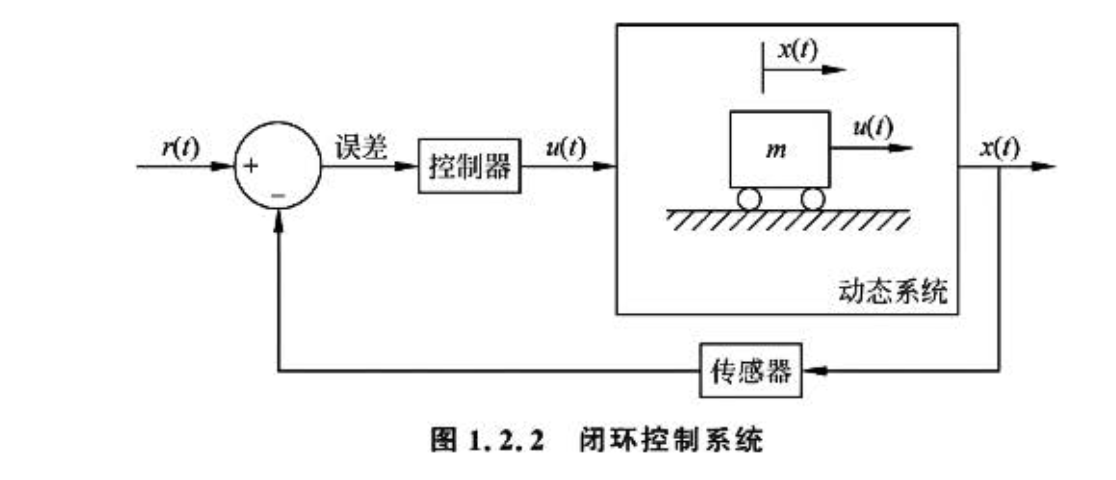 x(t)
r(t)
+
−
误差
控制器
u(t)
m
u(t)
x(t)
动态系统
传感器
图 1.2.2 闭环控制系统